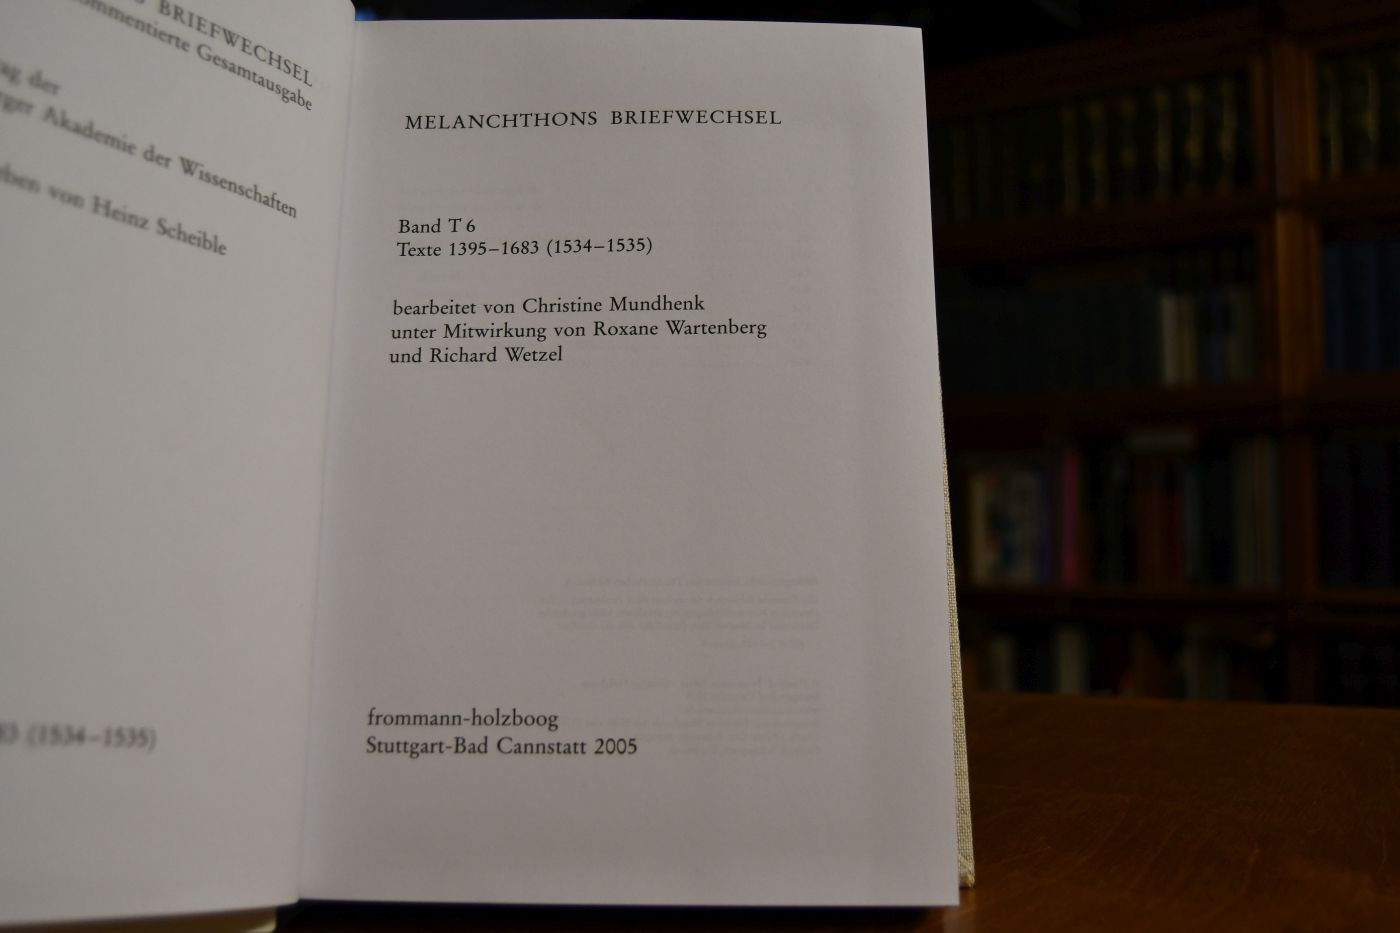 BRIEFWECHSEL
kommentierte Gesamtausgabe
der
Akademie der Wissenschaften
von Heinz Scheible
(1534–1535)
MELANCHTHONS BRIEFWECHSEL
Band T 6
Texte 1395–1683 (1534–1535)
bearbeitet von Christine Mundhenk
unter Mitwirkung von Roxane Wartenberg
und Richard Wetzel
frommann-holzboog
Stuttgart-Bad Cannstatt 2005